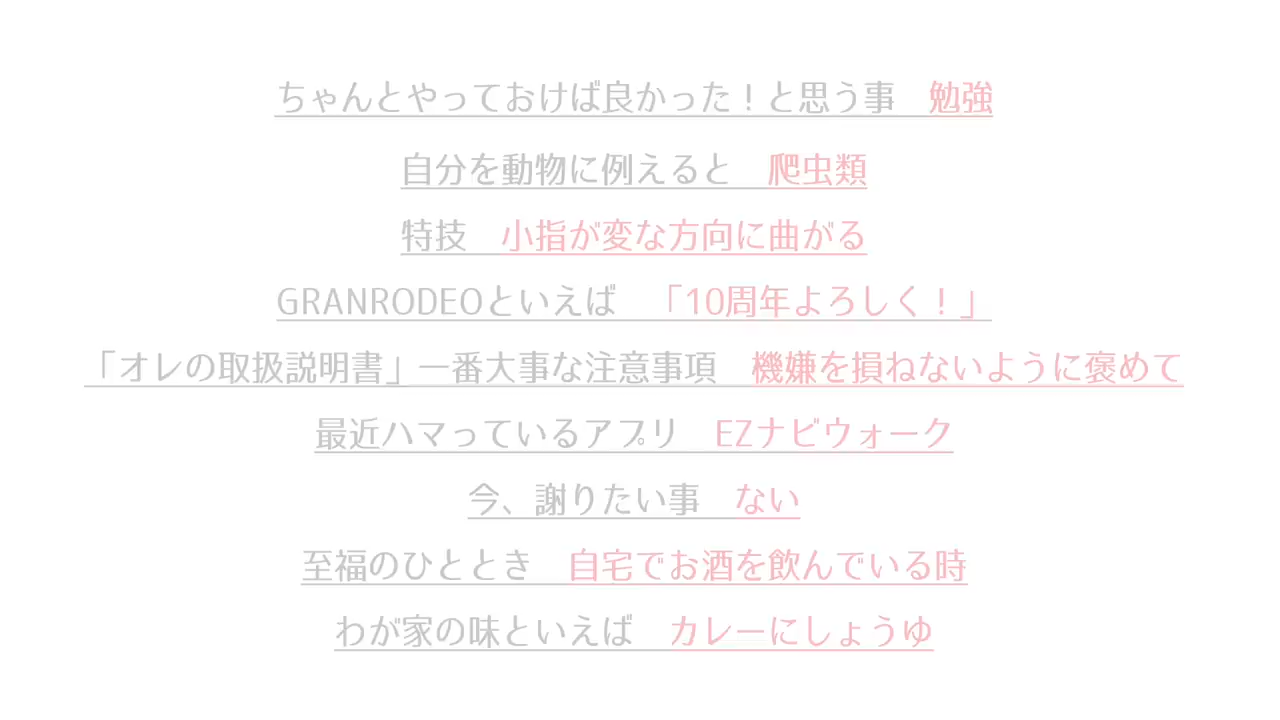 ちゃんとやっておけば良かった！と思う事　勉強
自分を動物に例えると　爬虫類
特技　小指が変な方向に曲がる
GRANRODEOといえば　「10周年よろしく！」
「オレの取扱説明書」一番大事な注意事項　機嫌を損ねないように褒めて
最近ハマっているアプリ　EZナビウォーク
今、謝りたい事　ない
至福のひととき　自宅でお酒を飲んでいる時
わが家の味といえば　カレーにしょうゆ